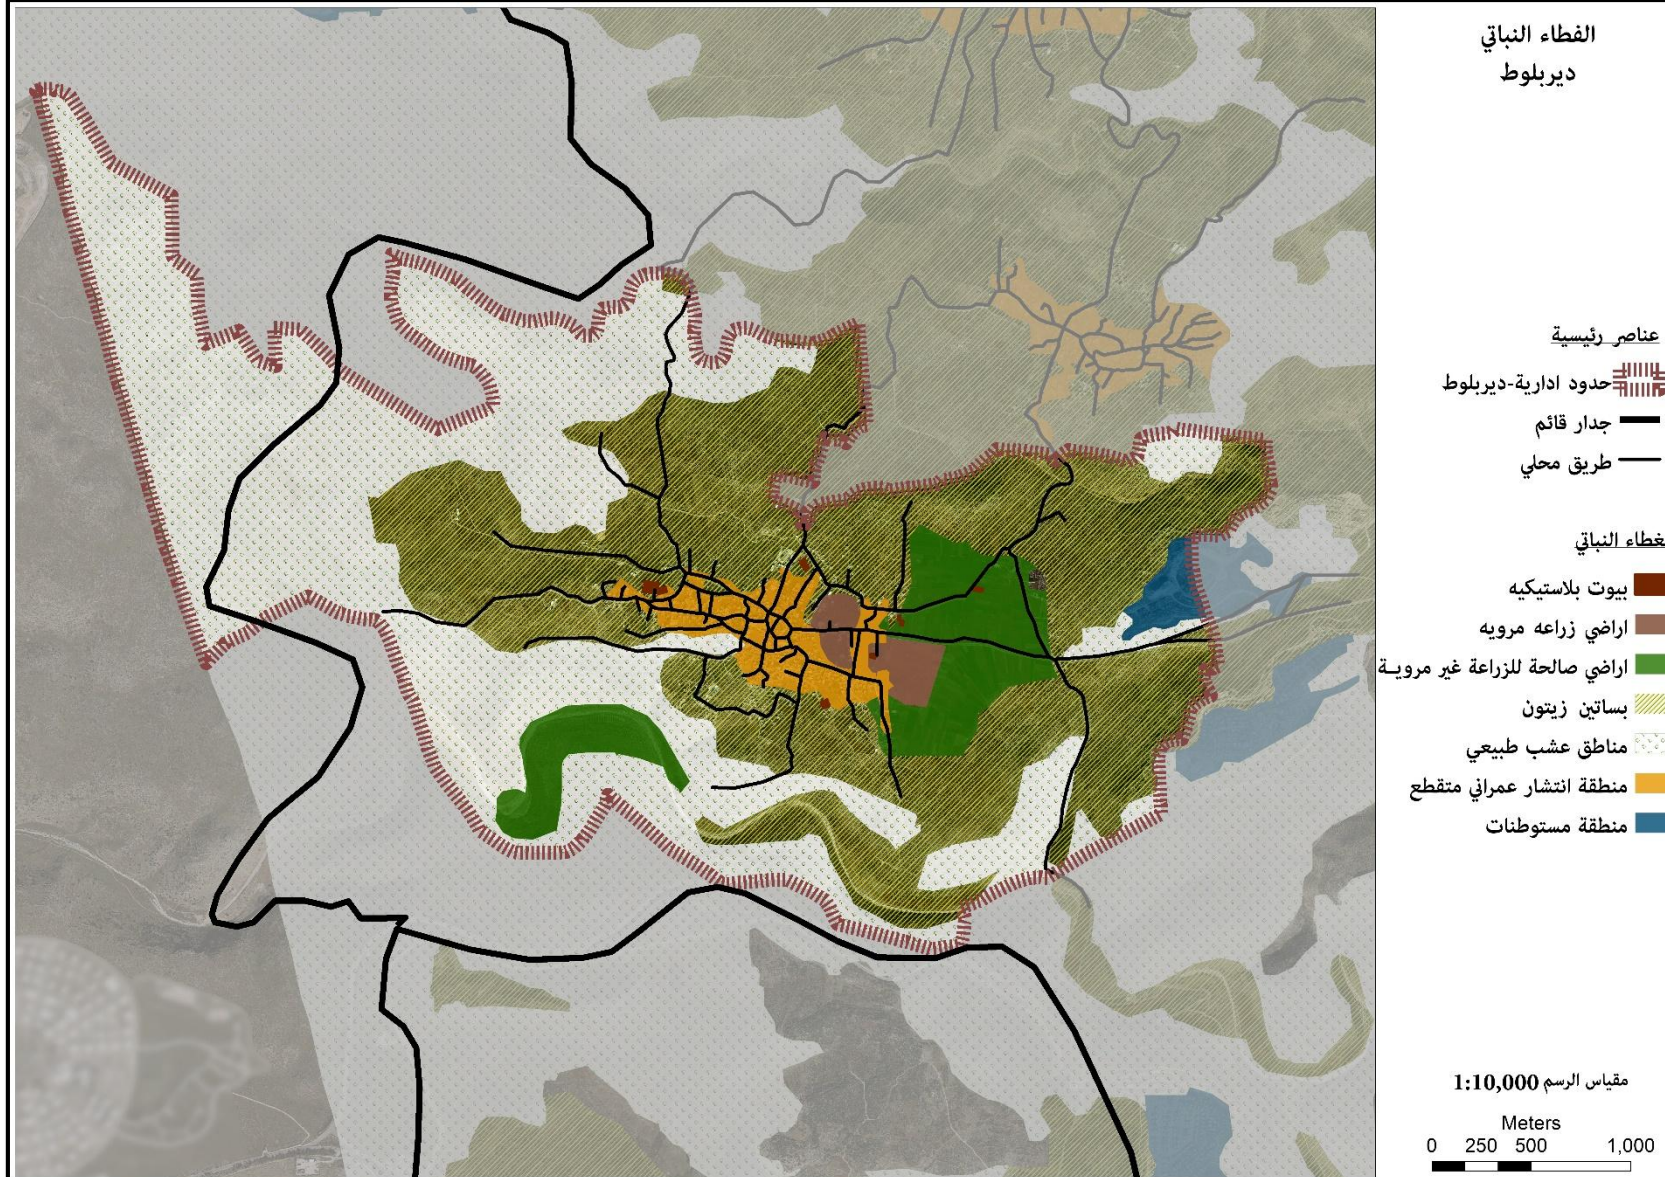 الفطاء النباتي
ديربلوط
عناصر رئيسية
حدود ادارية-ديربلوط
جدار قائم
طريق محلي
غطاء النباتي
بيوت بلاستيكيه
اراضي زراعه مرويه
اراضي صالحة للزراعة غير مرويـة
بساتين زيتون
مناطق عشب طبيعي
منطقة انتشار عمراني متقطع
منطقة مستوطنات
مقياس الرسم 1:10,000
Meters
0 250 500 1,000